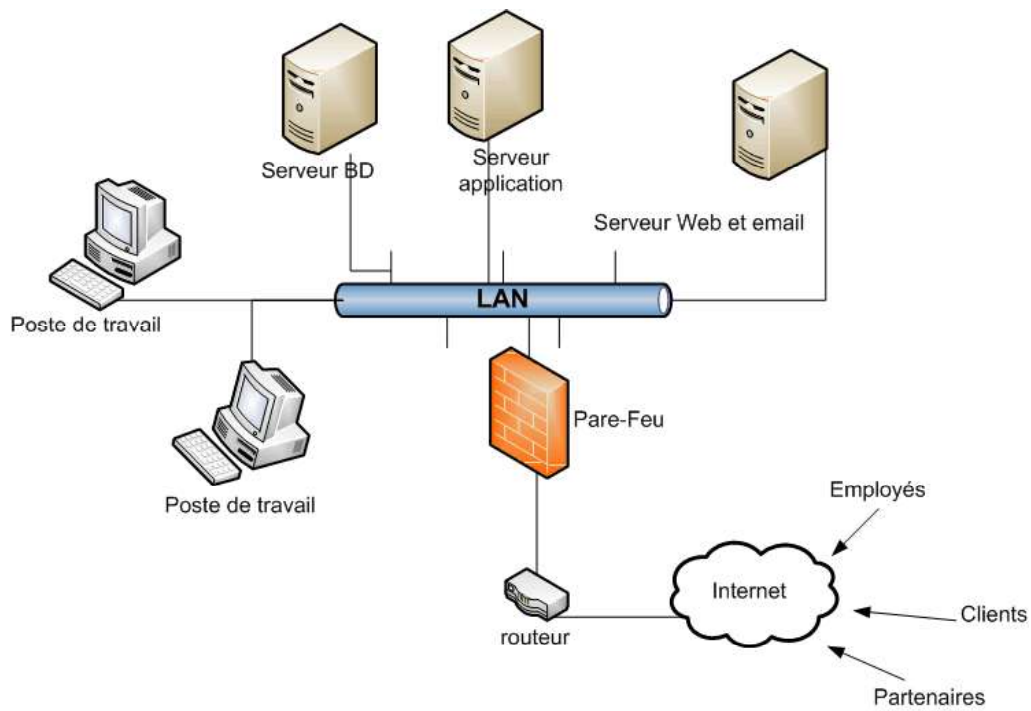 Serveur BD
Serveur
application
Serveur Web et email
Poste de travail
LAN
Poste de travail
Pare-Feu
Employés
Internet
routeur
Clients
Partenaires